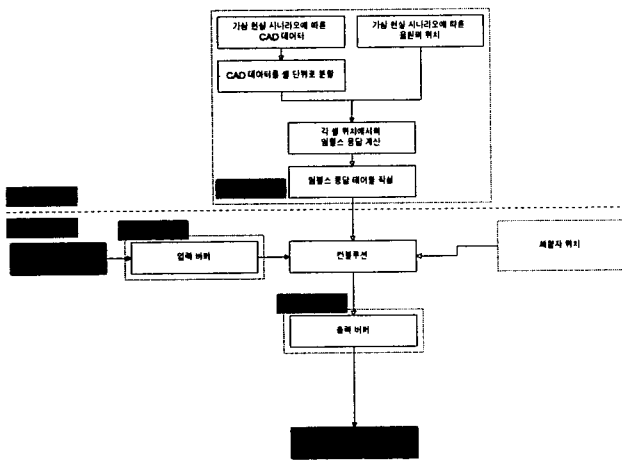 가상 현실 시나리오에 따른
CAD 데이터
가상 현실 시나리오에 따른
음원의 위치
CAD 데이터를 셀 단위로 분할
각 셀 위치에서의
임펄스 응답 계산
임펄스 응답 테이블 작성
입력 버퍼
컨볼루션
체험자 위치
출력 버퍼